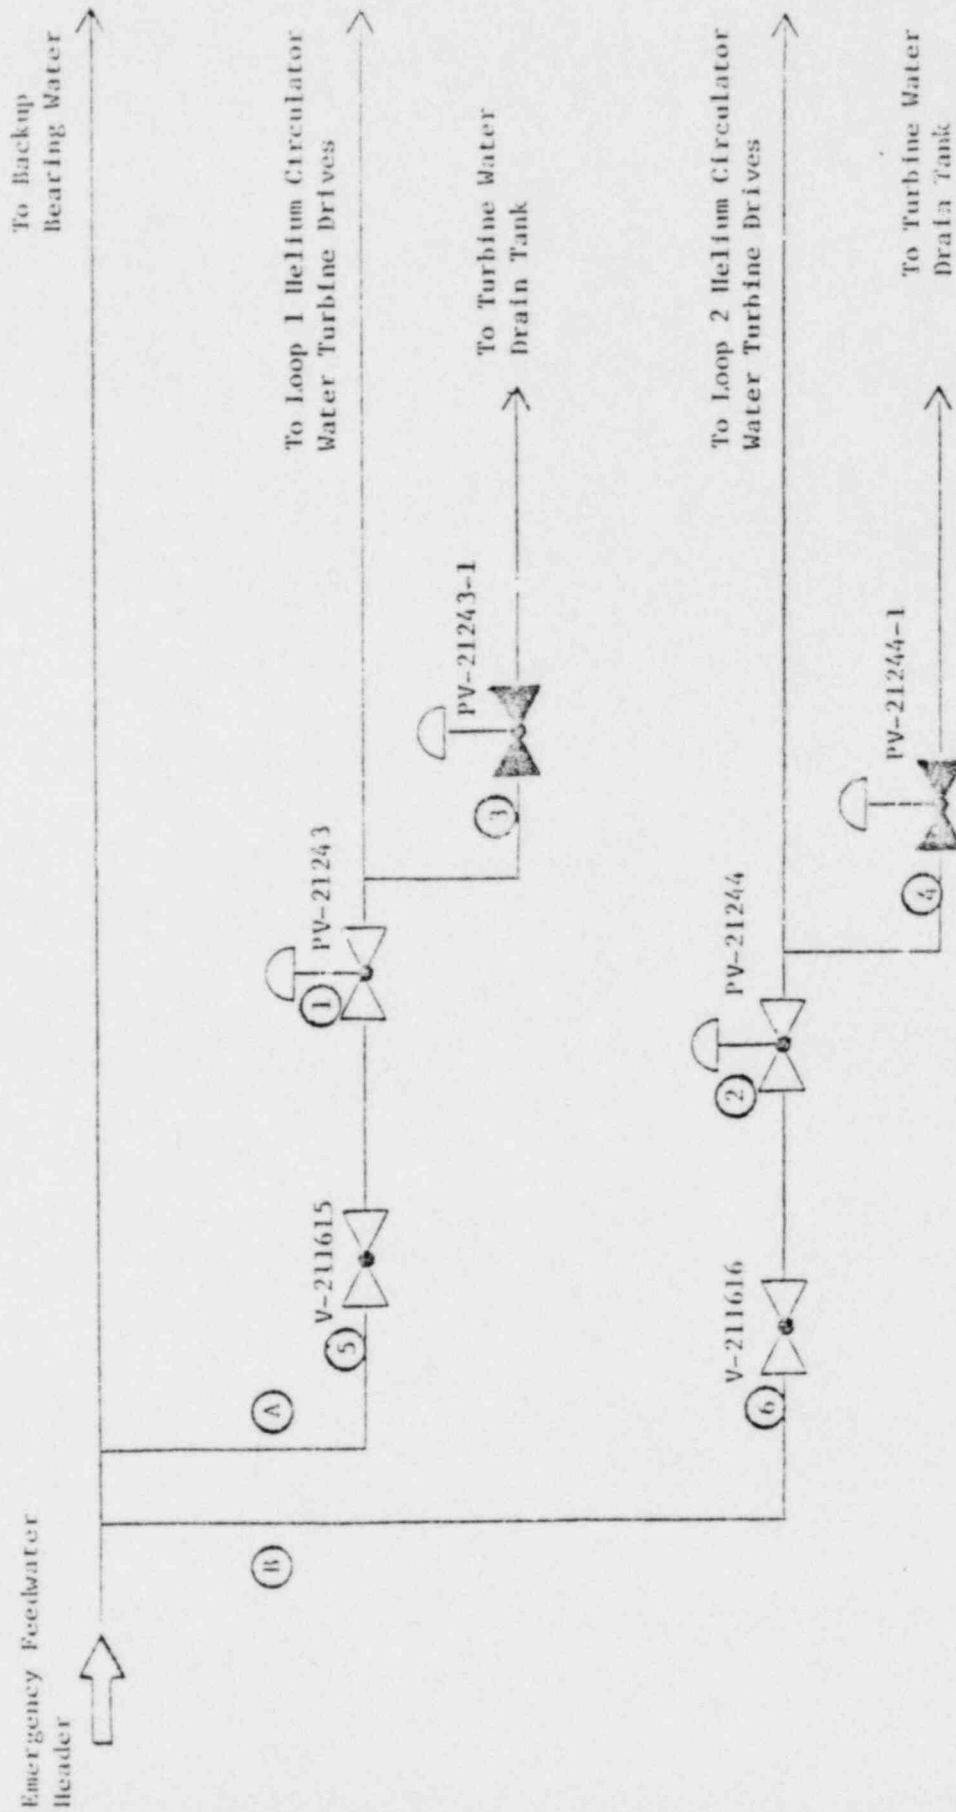 Emergency Feedwater
Header
To Backup
Bearing Water
B
A
5
V-211615
1
PV-21243
To Loop 1 Helium Circulator
Water Turbine Drives
3
PV-21243-1
To Turbine Water
Drain Tank
6
V-211616
2
PV-21244
To Loop 2 Helium Circulator
Water Turbine Drives
4
PV-21244-1
To Turbine Water
Drain Tank